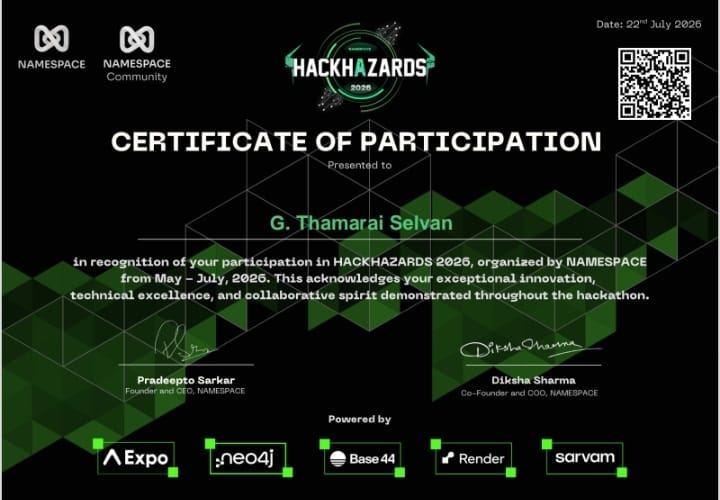 NAMESPACE
NAMESPACE
Community
NAMESPACE
HACKHAZARDS
2026
Date: 22nd July 2026
CERTIFICATE OF PARTICIPATION
Presented to
G. Thamarai Selvan
in recognition of your participation in HACKHAZARDS 2026, organized by NAMESPACE
from May – July, 2026. This acknowledges your exceptional innovation,
technical excellence, and collaborative spirit demonstrated throughout the hackathon.
Diksha Sharma
Pradeepto Sarkar
Founder and CEO, NAMESPACE
Diksha Sharma
Co-Founder and COO, NAMESPACE
Powered by
Expo
neo4j
Base 44
Render
sarvam